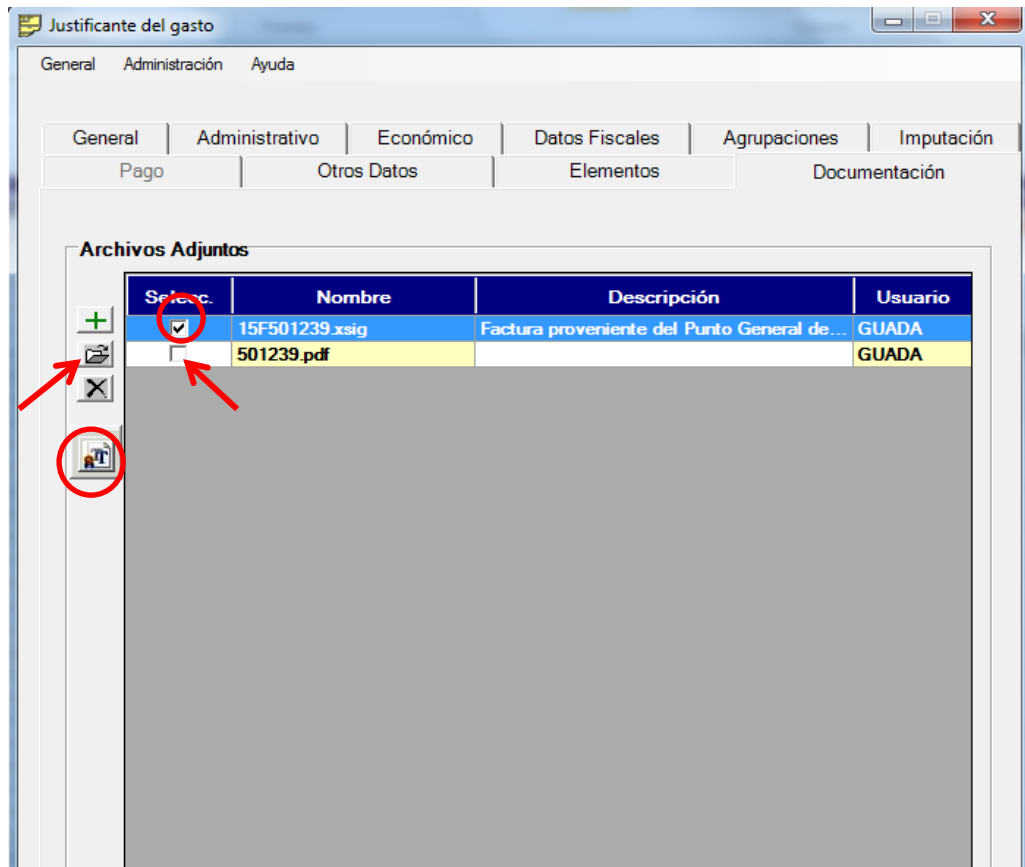 Justificante del gasto
General Administración Ayuda
General Administrativo Económico Datos Fiscales Agrupaciones Imputación
Pago Otros Datos Elementos Documentación
Archivos Adjuntos
Selecc. Nombre Descripción Usuario
15F501239.xsig Factura proveniente del Punto General de... GUADA
501239.pdf GUADA